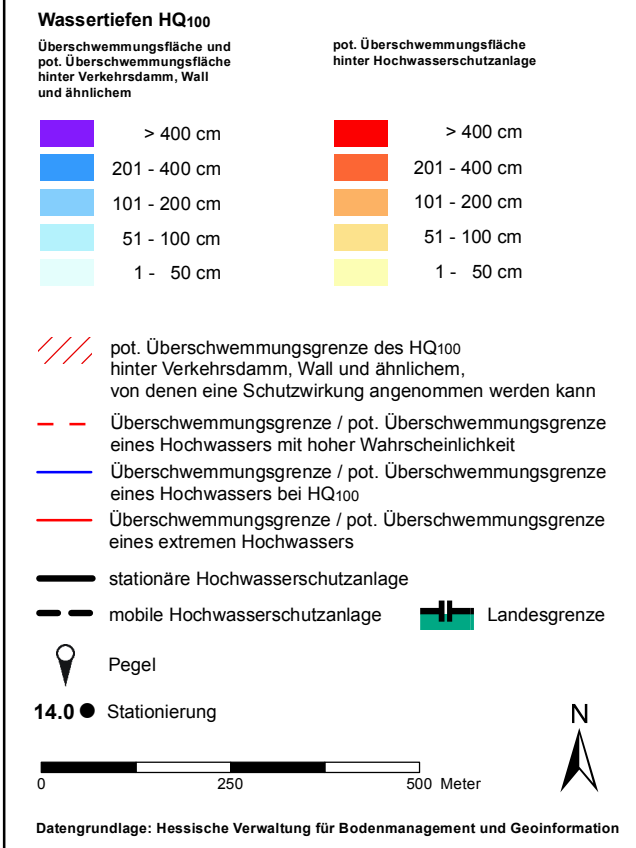 Wassertiefen HQ100
Überschwemmungsfläche und
pot. Überschwemmungsfläche
hinter Verkehrsdamm, Wall
und ähnlichem
> 400 cm
201 - 400 cm
101 - 200 cm
51 - 100 cm
1 - 50 cm
pot. Überschwemmungsfläche
hinter Hochwasserschutzanlage
> 400 cm
201 - 400 cm
101 - 200 cm
51 - 100 cm
1 - 50 cm
pot. Überschwemmungsgrenze des HQ100
hinter Verkehrsdamm, Wall und ähnlichem,
von denen eine Schutzwirkung angenommen werden kann
Überschwemmungsgrenze / pot. Überschwemmungsgrenze
eines Hochwassers mit hoher Wahrscheinlichkeit
Überschwemmungsgrenze / pot. Überschwemmungsgrenze
eines Hochwassers bei HQ100
Überschwemmungsgrenze / pot. Überschwemmungsgrenze
eines extremen Hochwassers
stationäre Hochwasserschutzanlage
mobile Hochwasserschutzanlage
Landesgrenze
Pegel
14.0 Stationierung
N
0 250 500 Meter
Datengrundlage: Hessische Verwaltung für Bodenmanagement und Geoinformation